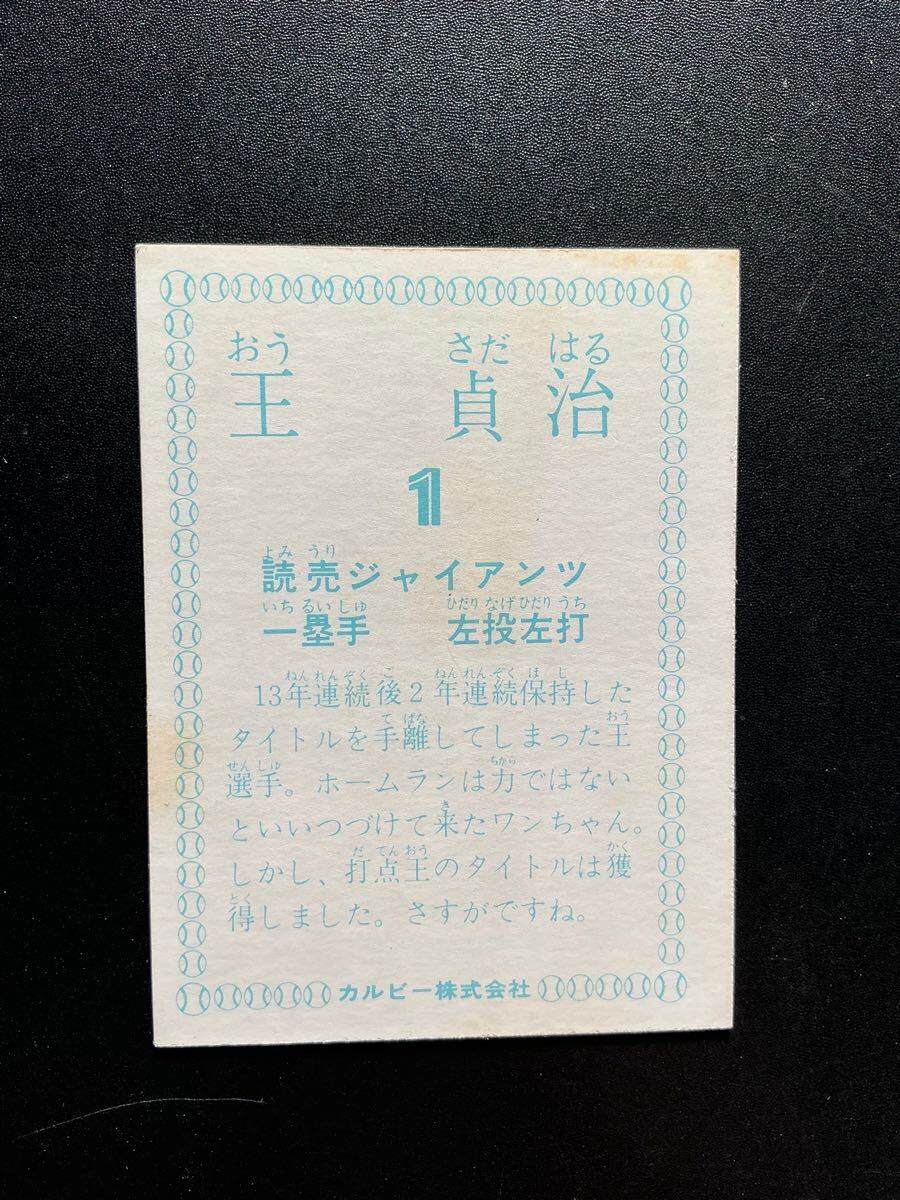 おう さだ はる
王 貞 治
1
よみ うり
読売ジャイアンツ
いち るい しゅ ひだり なげ ひだり うち
一塁手 左投左打
ねん れん ぞく ご ねん れん ぞく ほ じ
13年連続後2年連続保持した
て ばな おう
タイトルを手離してしまった王
せん しゅ ちから
選手。ホームランは力ではない
き
といいつづけて来たワンちゃん。
だ てん おう かく
しかし、打点王のタイトルは獲
とく
得しました。さすがですね。
カルビー株式会社